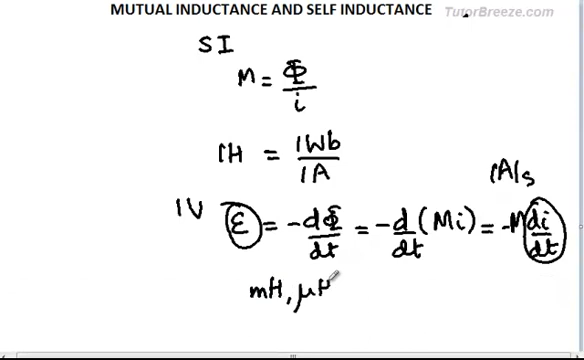 MUTUAL INDUCTANCE AND SELF INDUCTANCE TutorBreeze.com
SI
M = Φ/i
1H = 1Wb/1A
1A/s
1V ε = -dΦ/dt = -d/dt (Mi) = -M di/dt
mH, μH